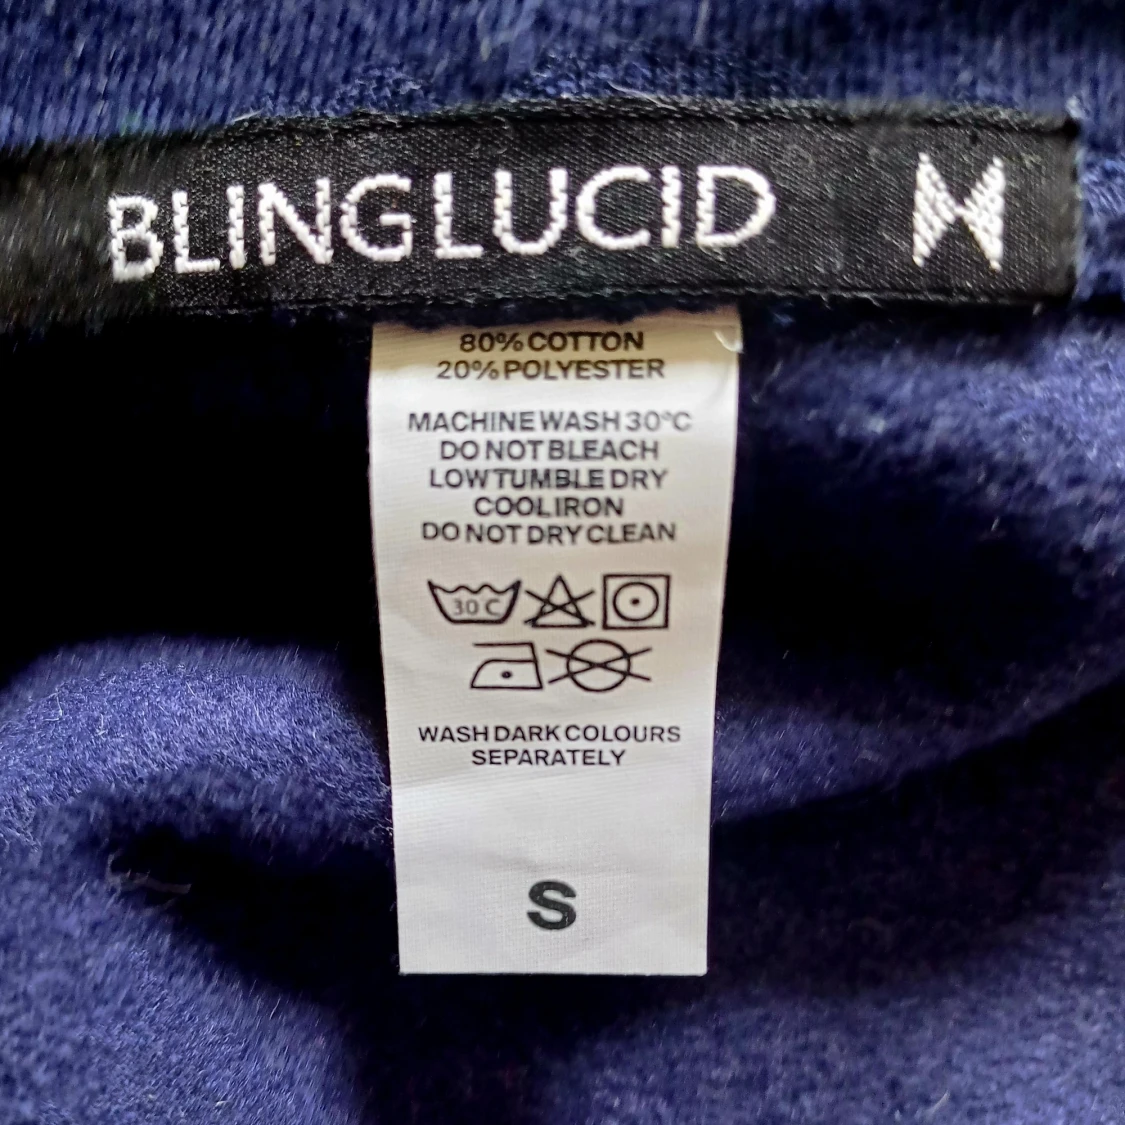 BLINGLUCID
80% COTTON
20% POLYESTER
MACHINE WASH 30°C
DO NOT BLEACH
LOW TUMBLE DRY
COOL IRON
DO NOT DRY CLEAN
30 C
WASH DARK COLOURS
SEPARATELY
S